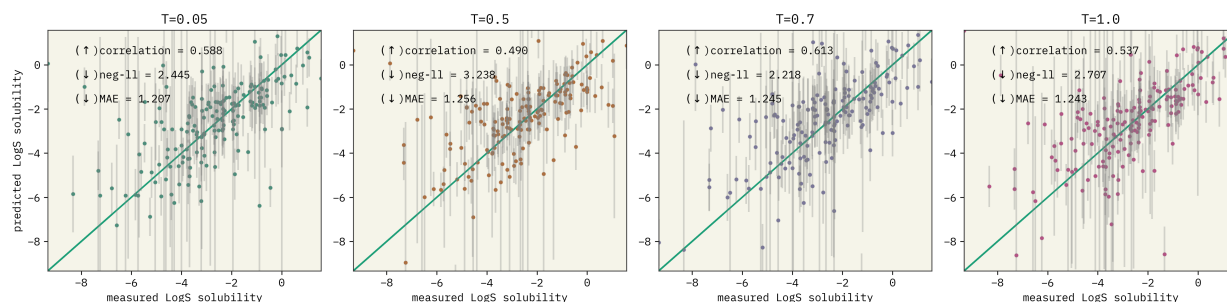 T=0.05
(↑)correlation = 0.588
(↓)neg-ll = 2.445
(↓)MAE = 1.207
predicted LogS solubility
0
−2
−4
−6
−8
−8
−6
−4
−2
0
measured LogS solubility
T=0.5
(↑)correlation = 0.490
(↓)neg-ll = 3.238
(↓)MAE = 1.256
0
−2
−4
−6
−8
−8
−6
−4
−2
0
measured LogS solubility
T=0.7
(↑)correlation = 0.613
(↓)neg-ll = 2.218
(↓)MAE = 1.245
0
−2
−4
−6
−8
−8
−6
−4
−2
0
measured LogS solubility
T=1.0
(↑)correlation = 0.537
(↓)neg-ll = 2.707
(↓)MAE = 1.243
0
−2
−4
−6
−8
−8
−6
−4
−2
0
measured LogS solubility